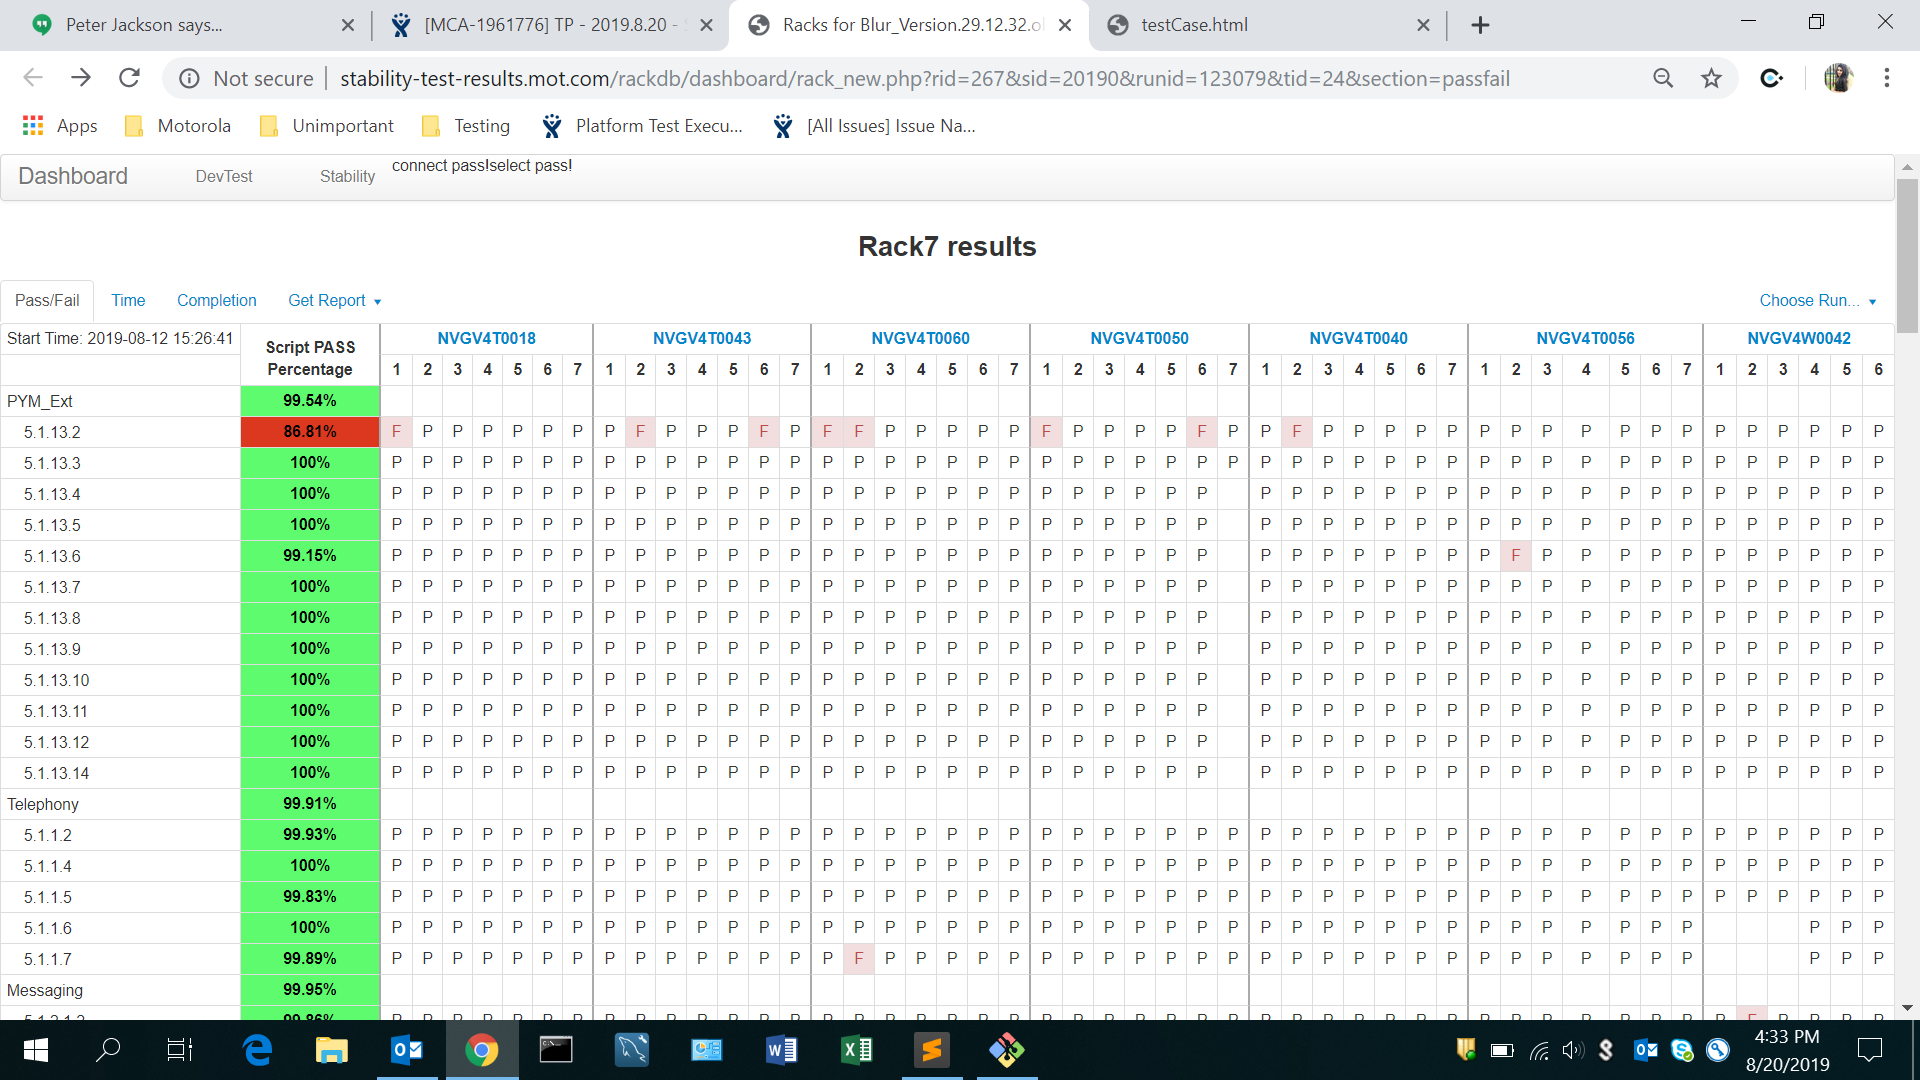 Peter Jackson says...
[MCA-1961776] TP - 2019.8.20 -
Racks for Blur_Version.29.12.32.ol
testCase.html
Not secure | stability-test-results.mot.com/rackdb/dashboard/rack_new.php?rid=267&sid=20190&runid=123079&tid=24&section=passfail
Apps Motorola Unimportant Testing Platform Test Execu... [All Issues] Issue Na...
Dashboard DevTest Stability connect pass!select pass!
Rack7 results
Pass/Fail Time Completion Get Report Choose Run...
Start Time: 2019-08-12 15:26:41 Script PASS Percentage NVGV4T0018 NVGV4T0043 NVGV4T0060 NVGV4T0050 NVGV4T0040 NVGV4T0056 NVGV4W0042
1 2 3 4 5 6 7 1 2 3 4 5 6 7 1 2 3 4 5 6 7 1 2 3 4 5 6 7 1 2 3 4 5 6 7 1 2 3 4 5 6 7 1 2 3 4 5 6
PYM_Ext 99.54%
5.1.13.2 86.81% F P P P P P P P F P P P F P F F P P P P P F P P P P F P P F P P P P P P P P P P P P P P P P P P
5.1.13.3 100% P P P P P P P P P P P P P P P P P P P P P P P P P P P P P P P P P P P P P P P P P P P P P P P P
5.1.13.4 100% P P P P P P P P P P P P P P P P P P P P P P P P P P P P P P P P P P P P P P P P P P P P P P P
5.1.13.5 100% P P P P P P P P P P P P P P P P P P P P P P P P P P P P P P P P P P P P P P P P P P P P P P P
5.1.13.6 99.15% P P P P P P P P P P P P P P P P P P P P P P P P P P P P P P P P P P P F P P P P P P P P P P P
5.1.13.7 100% P P P P P P P P P P P P P P P P P P P P P P P P P P P P P P P P P P P P P P P P P P P P P P P
5.1.13.8 100% P P P P P P P P P P P P P P P P P P P P P P P P P P P P P P P P P P P P P P P P P P P P P P P
5.1.13.9 100% P P P P P P P P P P P P P P P P P P P P P P P P P P P P P P P P P P P P P P P P P P P P P P P
5.1.13.10 100% P P P P P P P P P P P P P P P P P P P P P P P P P P P P P P P P P P P P P P P P P P P P P P P
5.1.13.11 100% P P P P P P P P P P P P P P P P P P P P P P P P P P P P P P P P P P P P P P P P P P P P P P P
5.1.13.12 100% P P P P P P P P P P P P P P P P P P P P P P P P P P P P P P P P P P P P P P P P P P P P P P P
5.1.13.14 100% P P P P P P P P P P P P P P P P P P P P P P P P P P P P P P P P P P P P P P P P P P P P P P P
Telephony 99.91%
5.1.1.2 99.93% P P P P P P P P P P P P P P P P P P P P P P P P P P P P P P P P P P P P P P P P P P P P P P P P
5.1.1.4 100% P P P P P P P P P P P P P P P P P P P P P P P P P P P P P P P P P P P P P P P P P P P P P P P P
5.1.1.5 99.83% P P P P P P P P P P P P P P P P P P P P P P P P P P P P P P P P P P P P P P P P P P P P P P P P
5.1.1.6 100% P P P P P P P P P P P P P P P P P P P P P P P P P P P P P P P P P P P P P P P P P P P P P
5.1.1.7 99.89% P P P P P P P P P P P P P P P F P P P P P P P P P P P P P P P P P P P P P P P P P P P P P
Messaging 99.95%
4:33 PM
8/20/2019